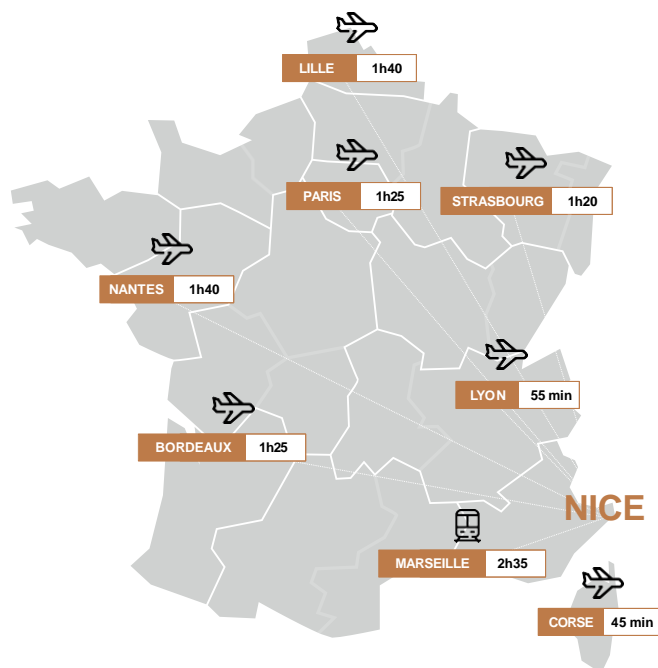 LILLE 1h40
PARIS 1h25
STRASBOURG 1h20
NANTES 1h40
LYON 55 min
BORDEAUX 1h25
NICE
MARSEILLE 2h35
CORSE 45 min